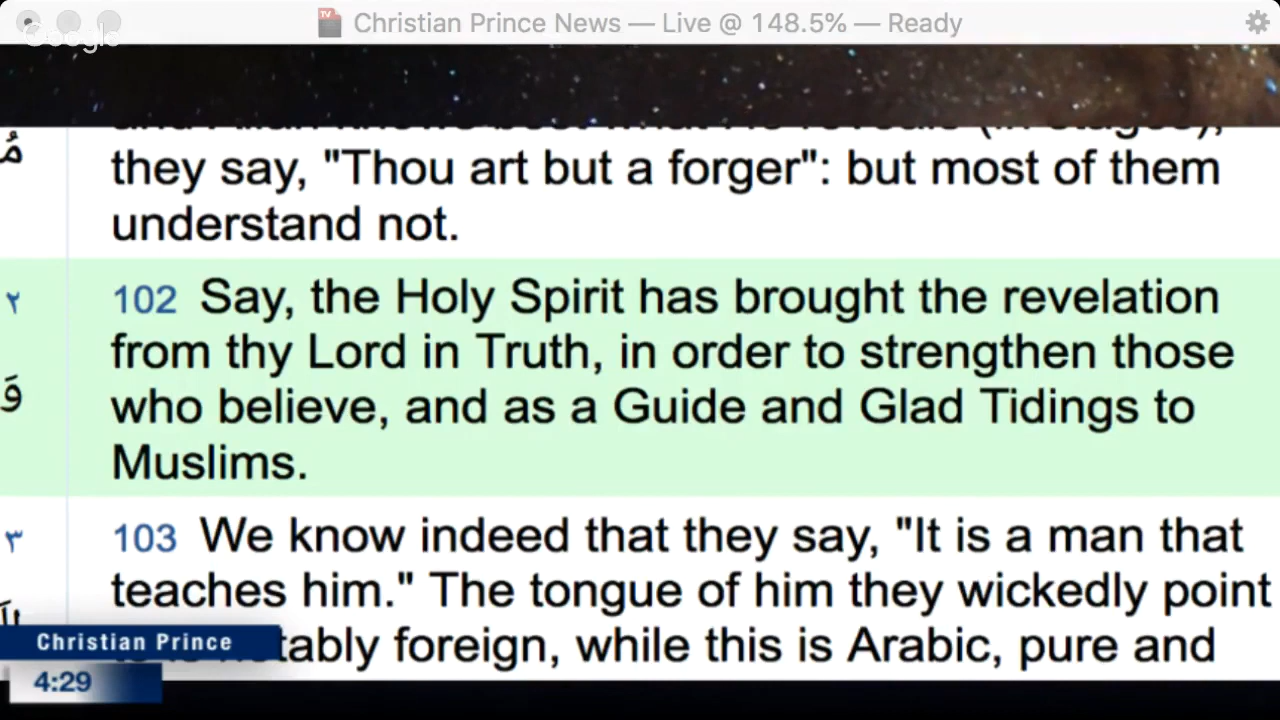 Christian Prince News — Live @ 148.5% — Ready
Google
they say, "Thou art but a forger": but most of them
understand not.
102 Say, the Holy Spirit has brought the revelation
from thy Lord in Truth, in order to strengthen those
who believe, and as a Guide and Glad Tidings to
Muslims.
103 We know indeed that they say, "It is a man that
teaches him." The tongue of him they wickedly point
foreign, while this is Arabic, pure and
Christian Prince
4:29